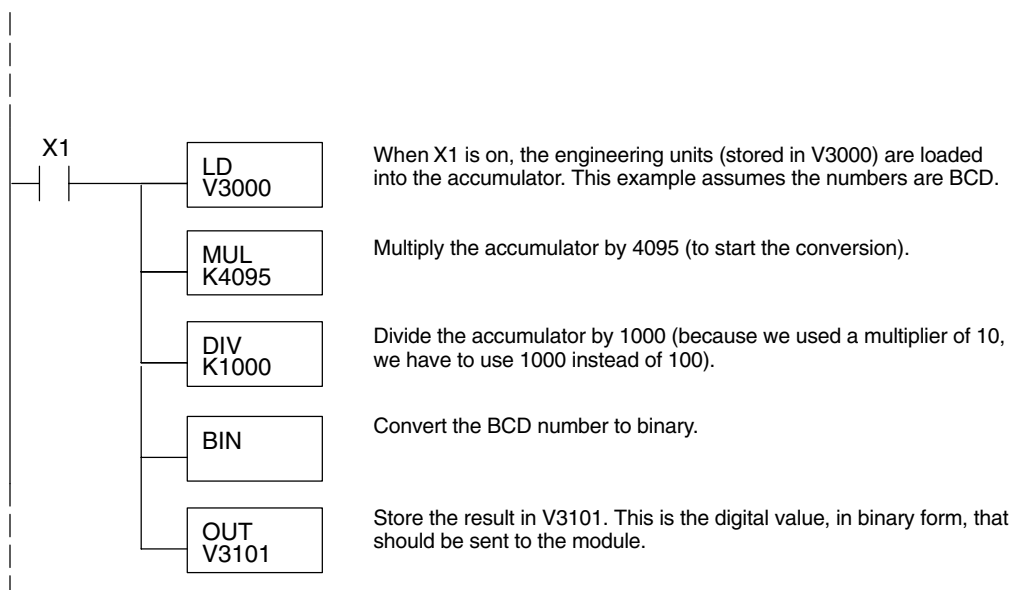 X1
LD
V3000
When X1 is on, the engineering units (stored in V3000) are loaded
into the accumulator. This example assumes the numbers are BCD.
MUL
K4095
Multiply the accumulator by 4095 (to start the conversion).
DIV
K1000
Divide the accumulator by 1000 (because we used a multiplier of 10,
we have to use 1000 instead of 100).
BIN
Convert the BCD number to binary.
OUT
V3101
Store the result in V3101. This is the digital value, in binary form, that
should be sent to the module.